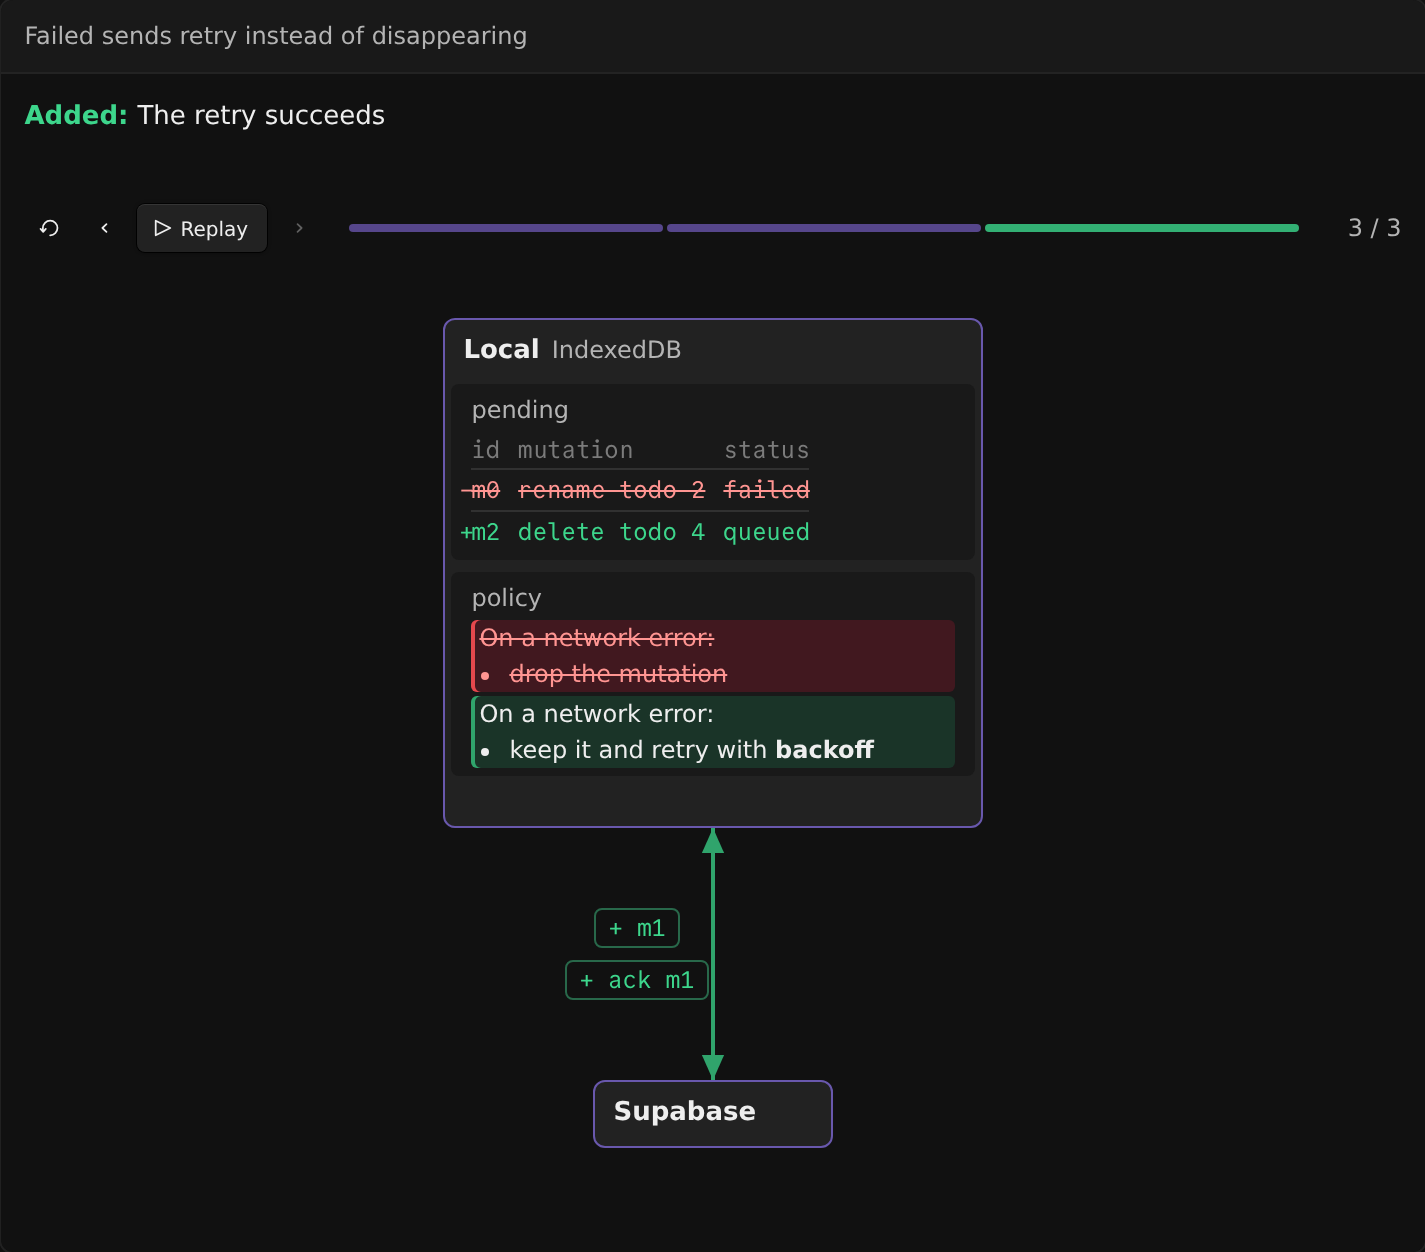 Failed sends retry instead of disappearing
Added: The retry succeeds
Replay
3 / 3
Local IndexedDB
pending
id mutation status
-m0 rename todo 2 failed
+m2 delete todo 4 queued
policy
On a network error:
• drop the mutation
On a network error:
• keep it and retry with backoff
+ m1
+ ack m1
Supabase